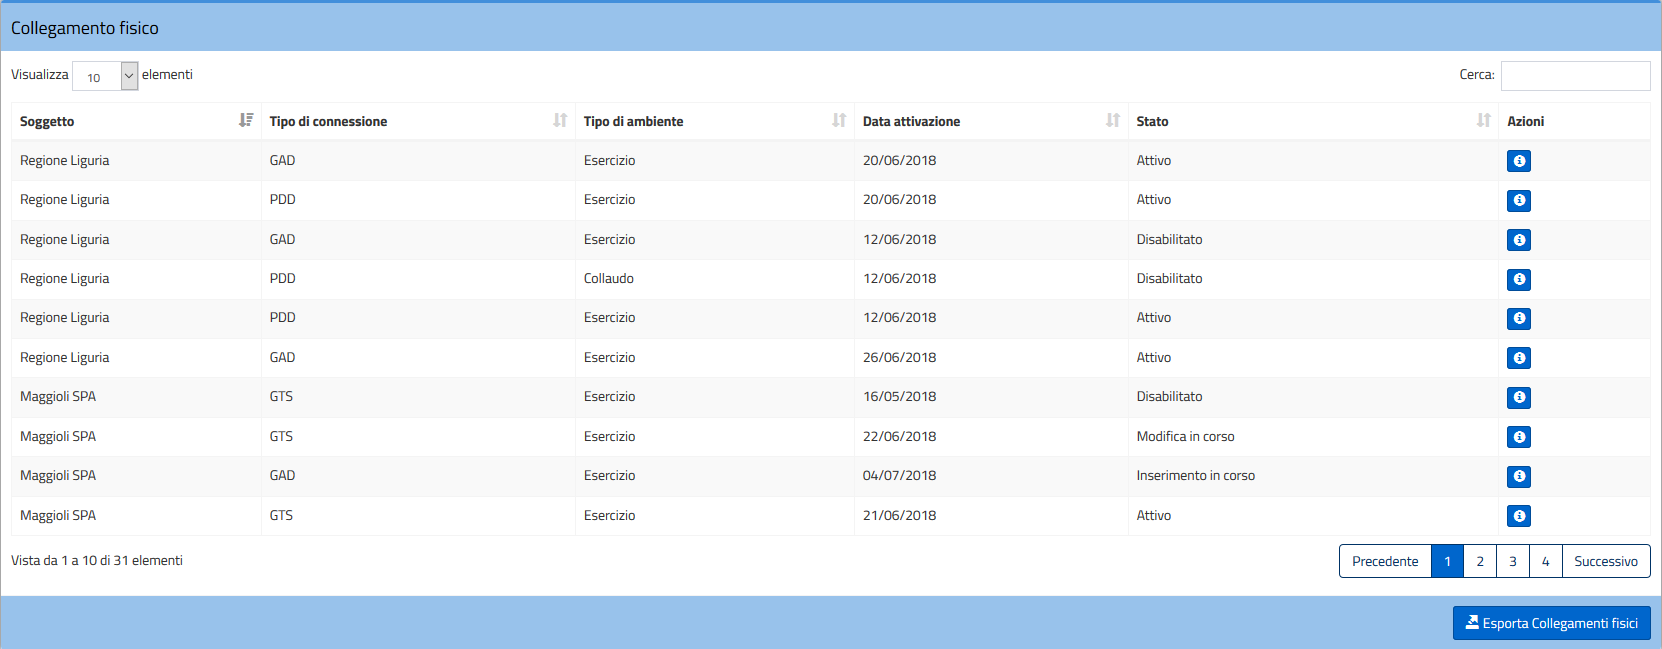 Collegamento fisico
Visualizza 10 elementi Cerca:
Soggetto Tipo di connessione Tipo di ambiente Data attivazione Stato Azioni
Regione Liguria GAD Esercizio 20/06/2018 Attivo
Regione Liguria PDD Esercizio 20/06/2018 Attivo
Regione Liguria GAD Esercizio 12/06/2018 Disabilitato
Regione Liguria PDD Collaudo 12/06/2018 Disabilitato
Regione Liguria PDD Esercizio 12/06/2018 Attivo
Regione Liguria GAD Esercizio 26/06/2018 Attivo
Maggioli SPA GTS Esercizio 16/05/2018 Disabilitato
Maggioli SPA GTS Esercizio 22/06/2018 Modifica in corso
Maggioli SPA GAD Esercizio 04/07/2018 Inserimento in corso
Maggioli SPA GTS Esercizio 21/06/2018 Attivo
Vista da 1 a 10 di 31 elementi Precedente 1 2 3 4 Successivo
Esporta Collegamenti fisici